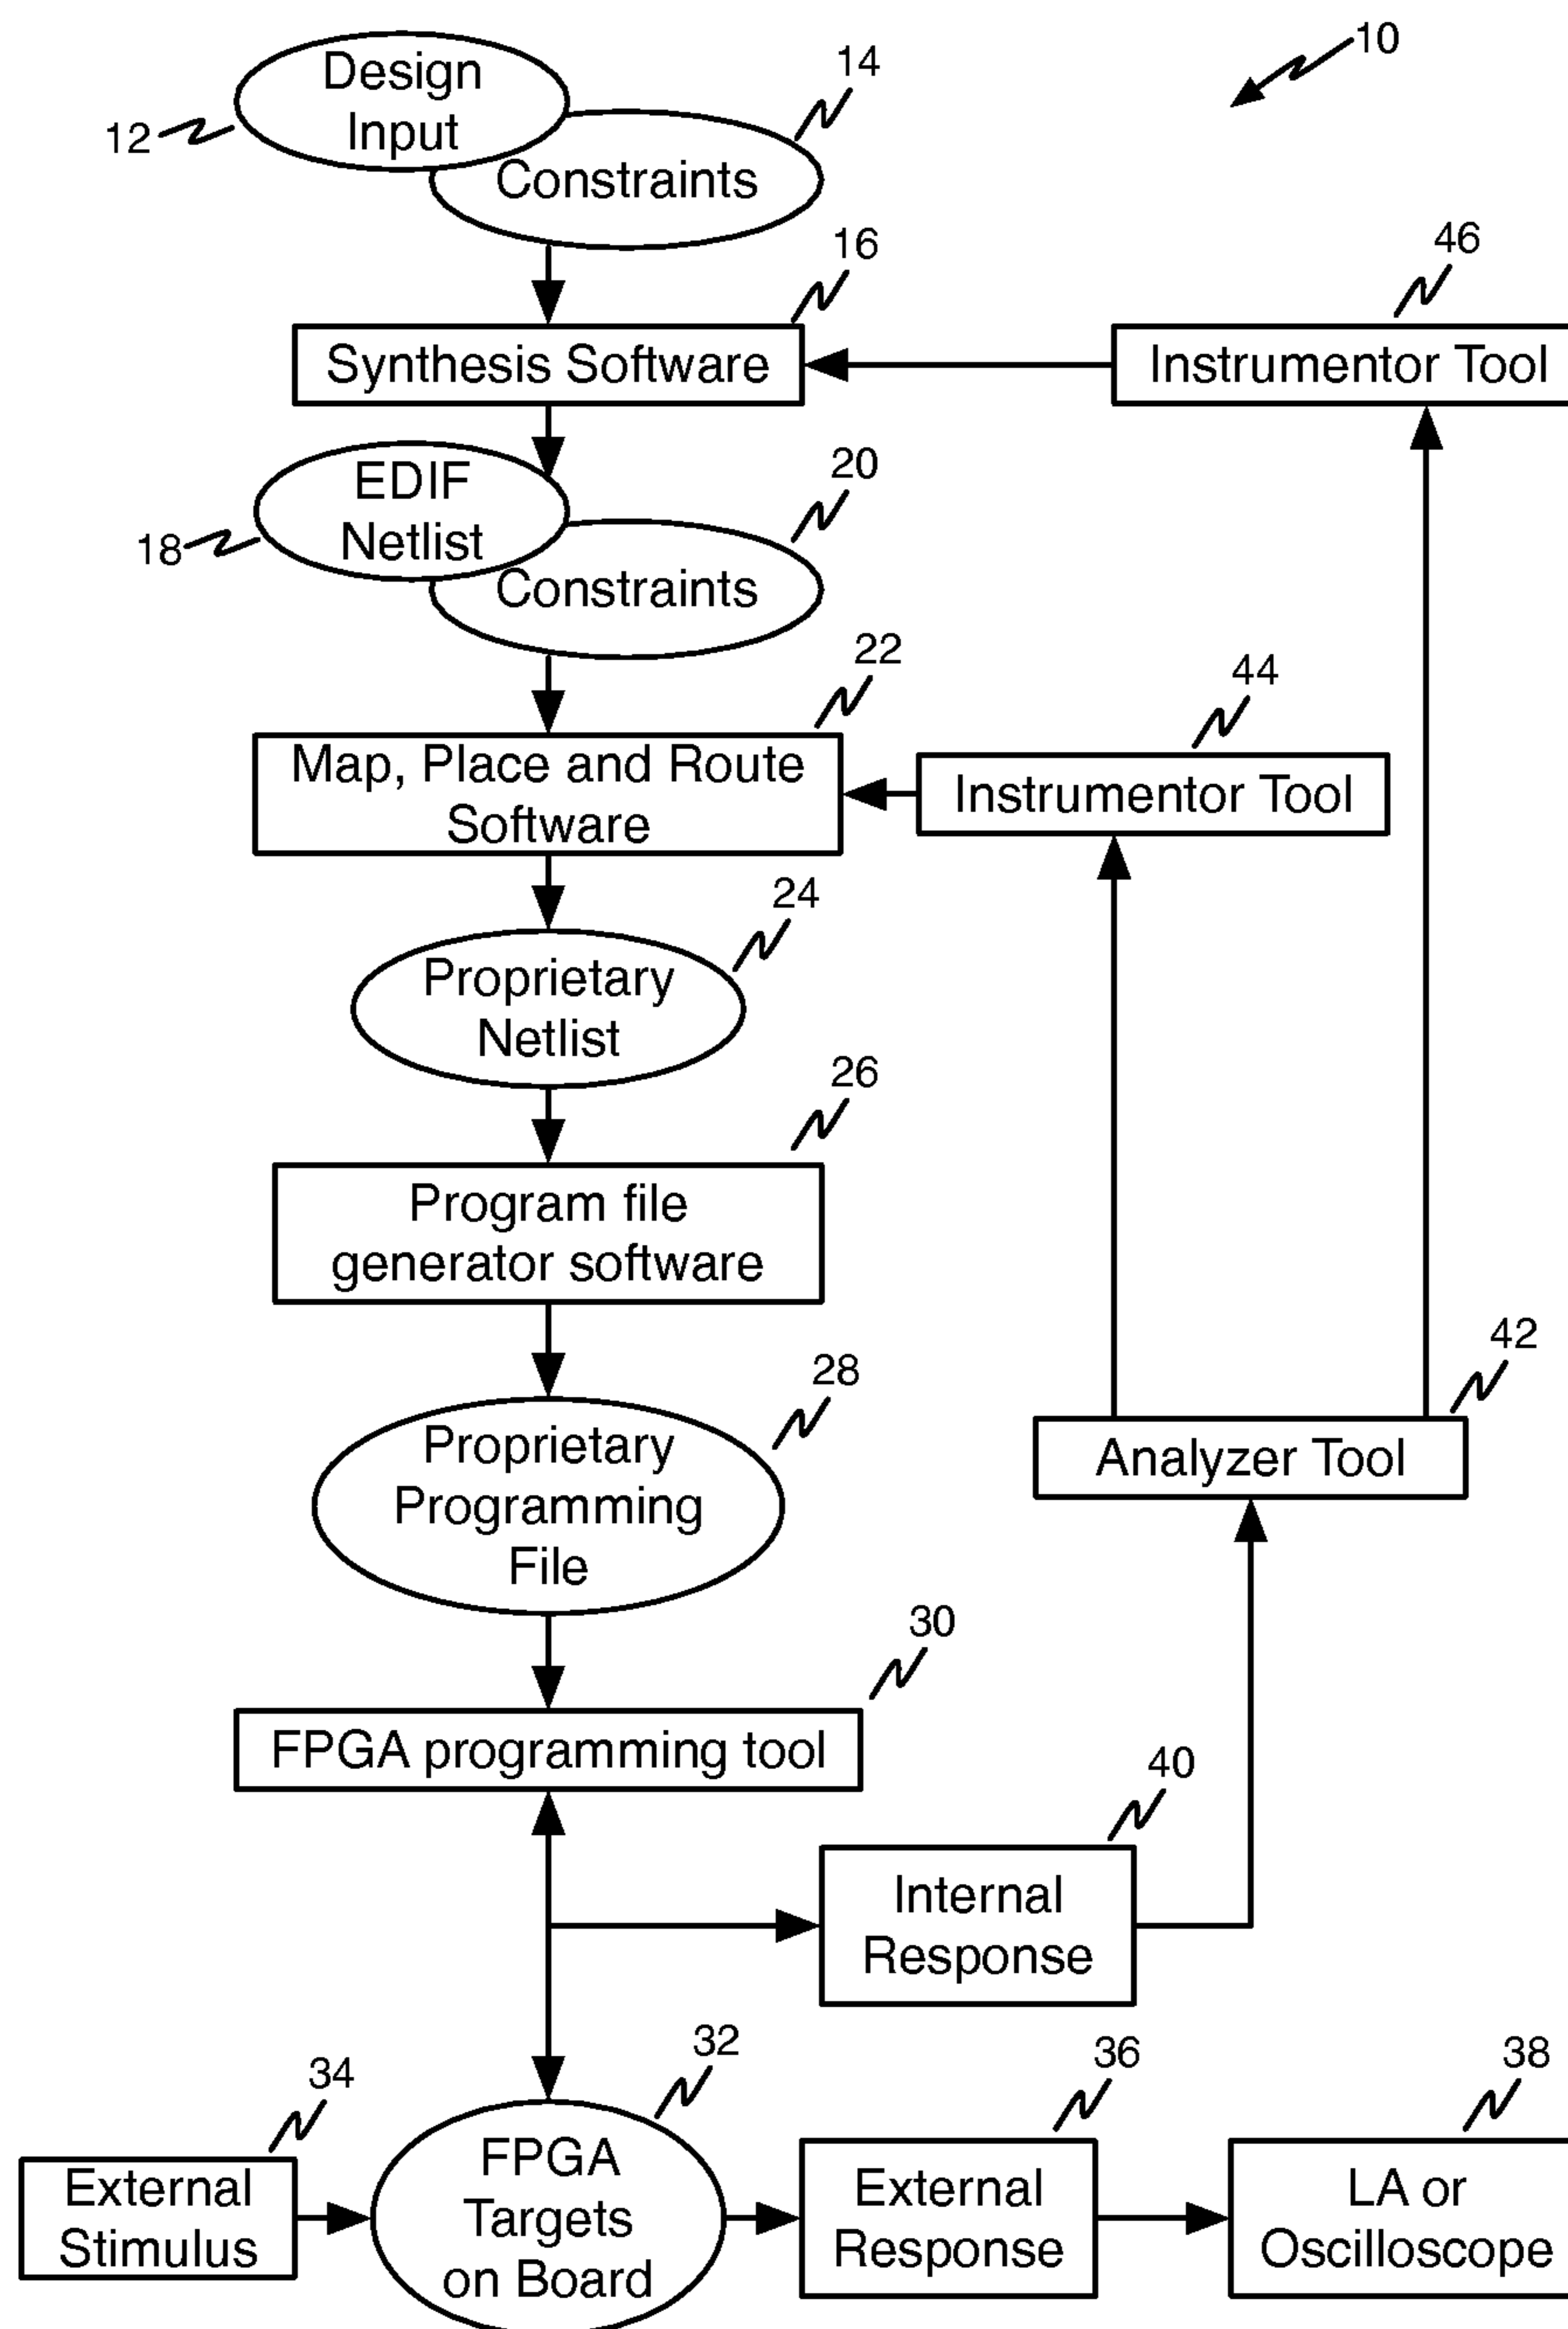 10
Design
Input
12
14
Constraints
16
Synthesis Software
46
Instrumentor Tool
EDIF
Netlist
18
20
Constraints
22
Map, Place and Route
Software
44
Instrumentor Tool
24
Proprietary
Netlist
26
Program file
generator software
28
Proprietary
Programming
File
42
Analyzer Tool
30
FPGA programming tool
40
Internal
Response
34
External
Stimulus
32
FPGA
Targets
on Board
36
External
Response
38
LA or
Oscilloscope